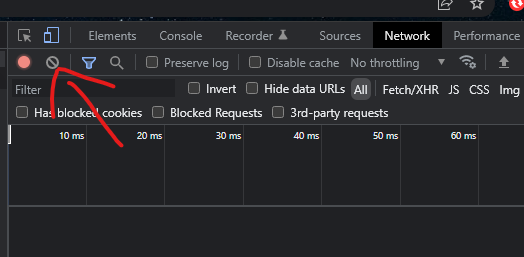 Elements Console Recorder Sources Network Performance
Preserve log Disable cache No throttling
Filter Invert Hide data URLs All Fetch/XHR JS CSS Img
Has blocked cookies Blocked Requests 3rd-party requests
10 ms 20 ms 30 ms 40 ms 50 ms 60 ms